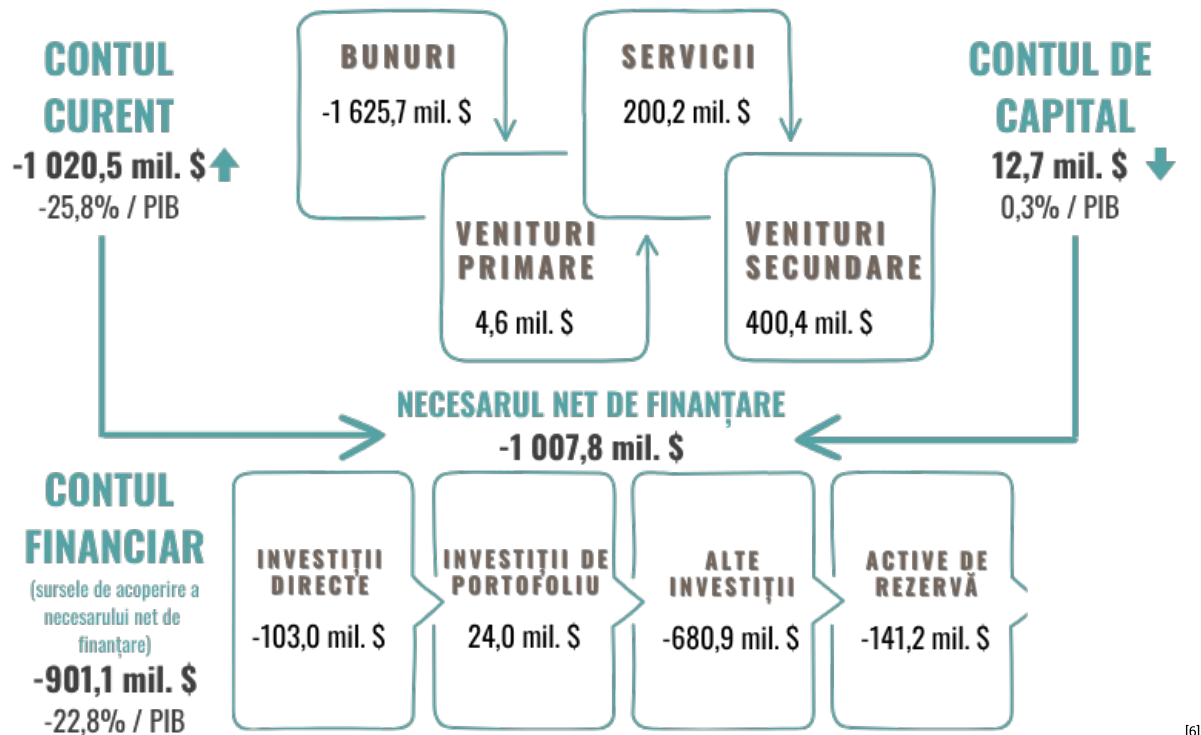 CONTUL
CURENT
-1 020,5 mil. $
-25,8% / PIB
BUNURI
-1 625,7 mil. $
SERVICII
200,2 mil. $
VENITURI
PRIMARE
4,6 mil. $
VENITURI
SECUNDARE
400,4 mil. $
CONTUL DE
CAPITAL
12,7 mil. $
0,3% / PIB
NECESARUL NET DE FINANȚARE
-1 007,8 mil. $
CONTUL
FINANCIAR
(sursele de acoperire a
necesarului net de
finanțare)
-901,1 mil. $
-22,8% / PIB
INVESTIȚII
DIRECTE
-103,0 mil. $
INVESTIȚII DE
PORTOFOLIU
24,0 mil. $
ALTE
INVESTIȚII
-680,9 mil. $
ACTIVE DE
REZERVĂ
-141,2 mil. $
[6]